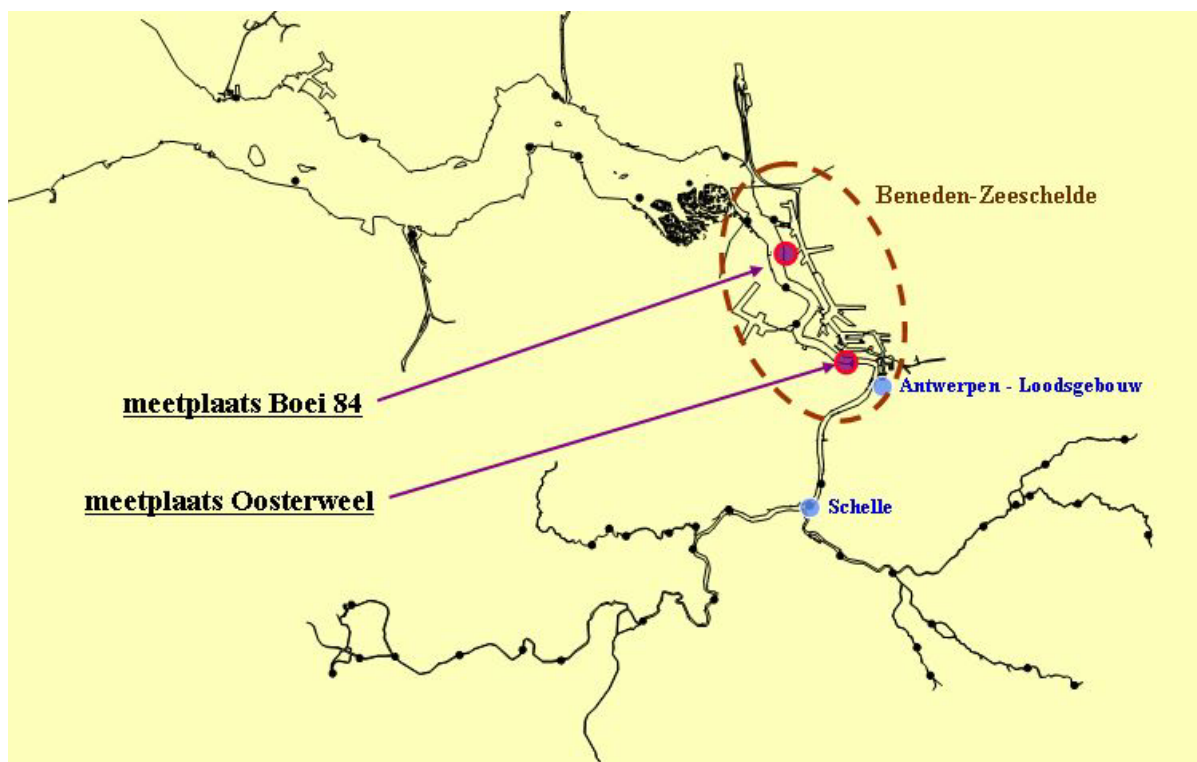 Beneden-Zeeschelde
meetplaats Boei 84
Antwerpen - Loodsgebouw
meetplaats Oosterweel
Schelle